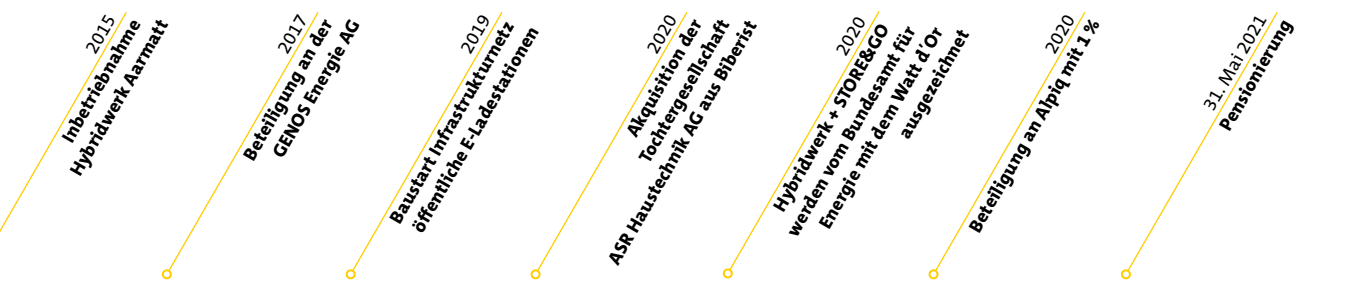 2015
Inbetriebnahme
Hybridwerk Aarmatt
2017
Beteiligung an der
GENOS Energie AG
2019
Baustart Infrastrukturnetz
öffentliche E-Ladestationen
2020
Akquisition der
Tochtergesellschaft
ASR Haustechnik AG aus Biberist
2020
Hybridwerk + STORE&GO
werden vom Bundesamt für
Energie mit dem Watt d'Or
ausgezeichnet
2020
Beteiligung an Alpiq mit 1 %
31. Mai 2021
Pensionierung